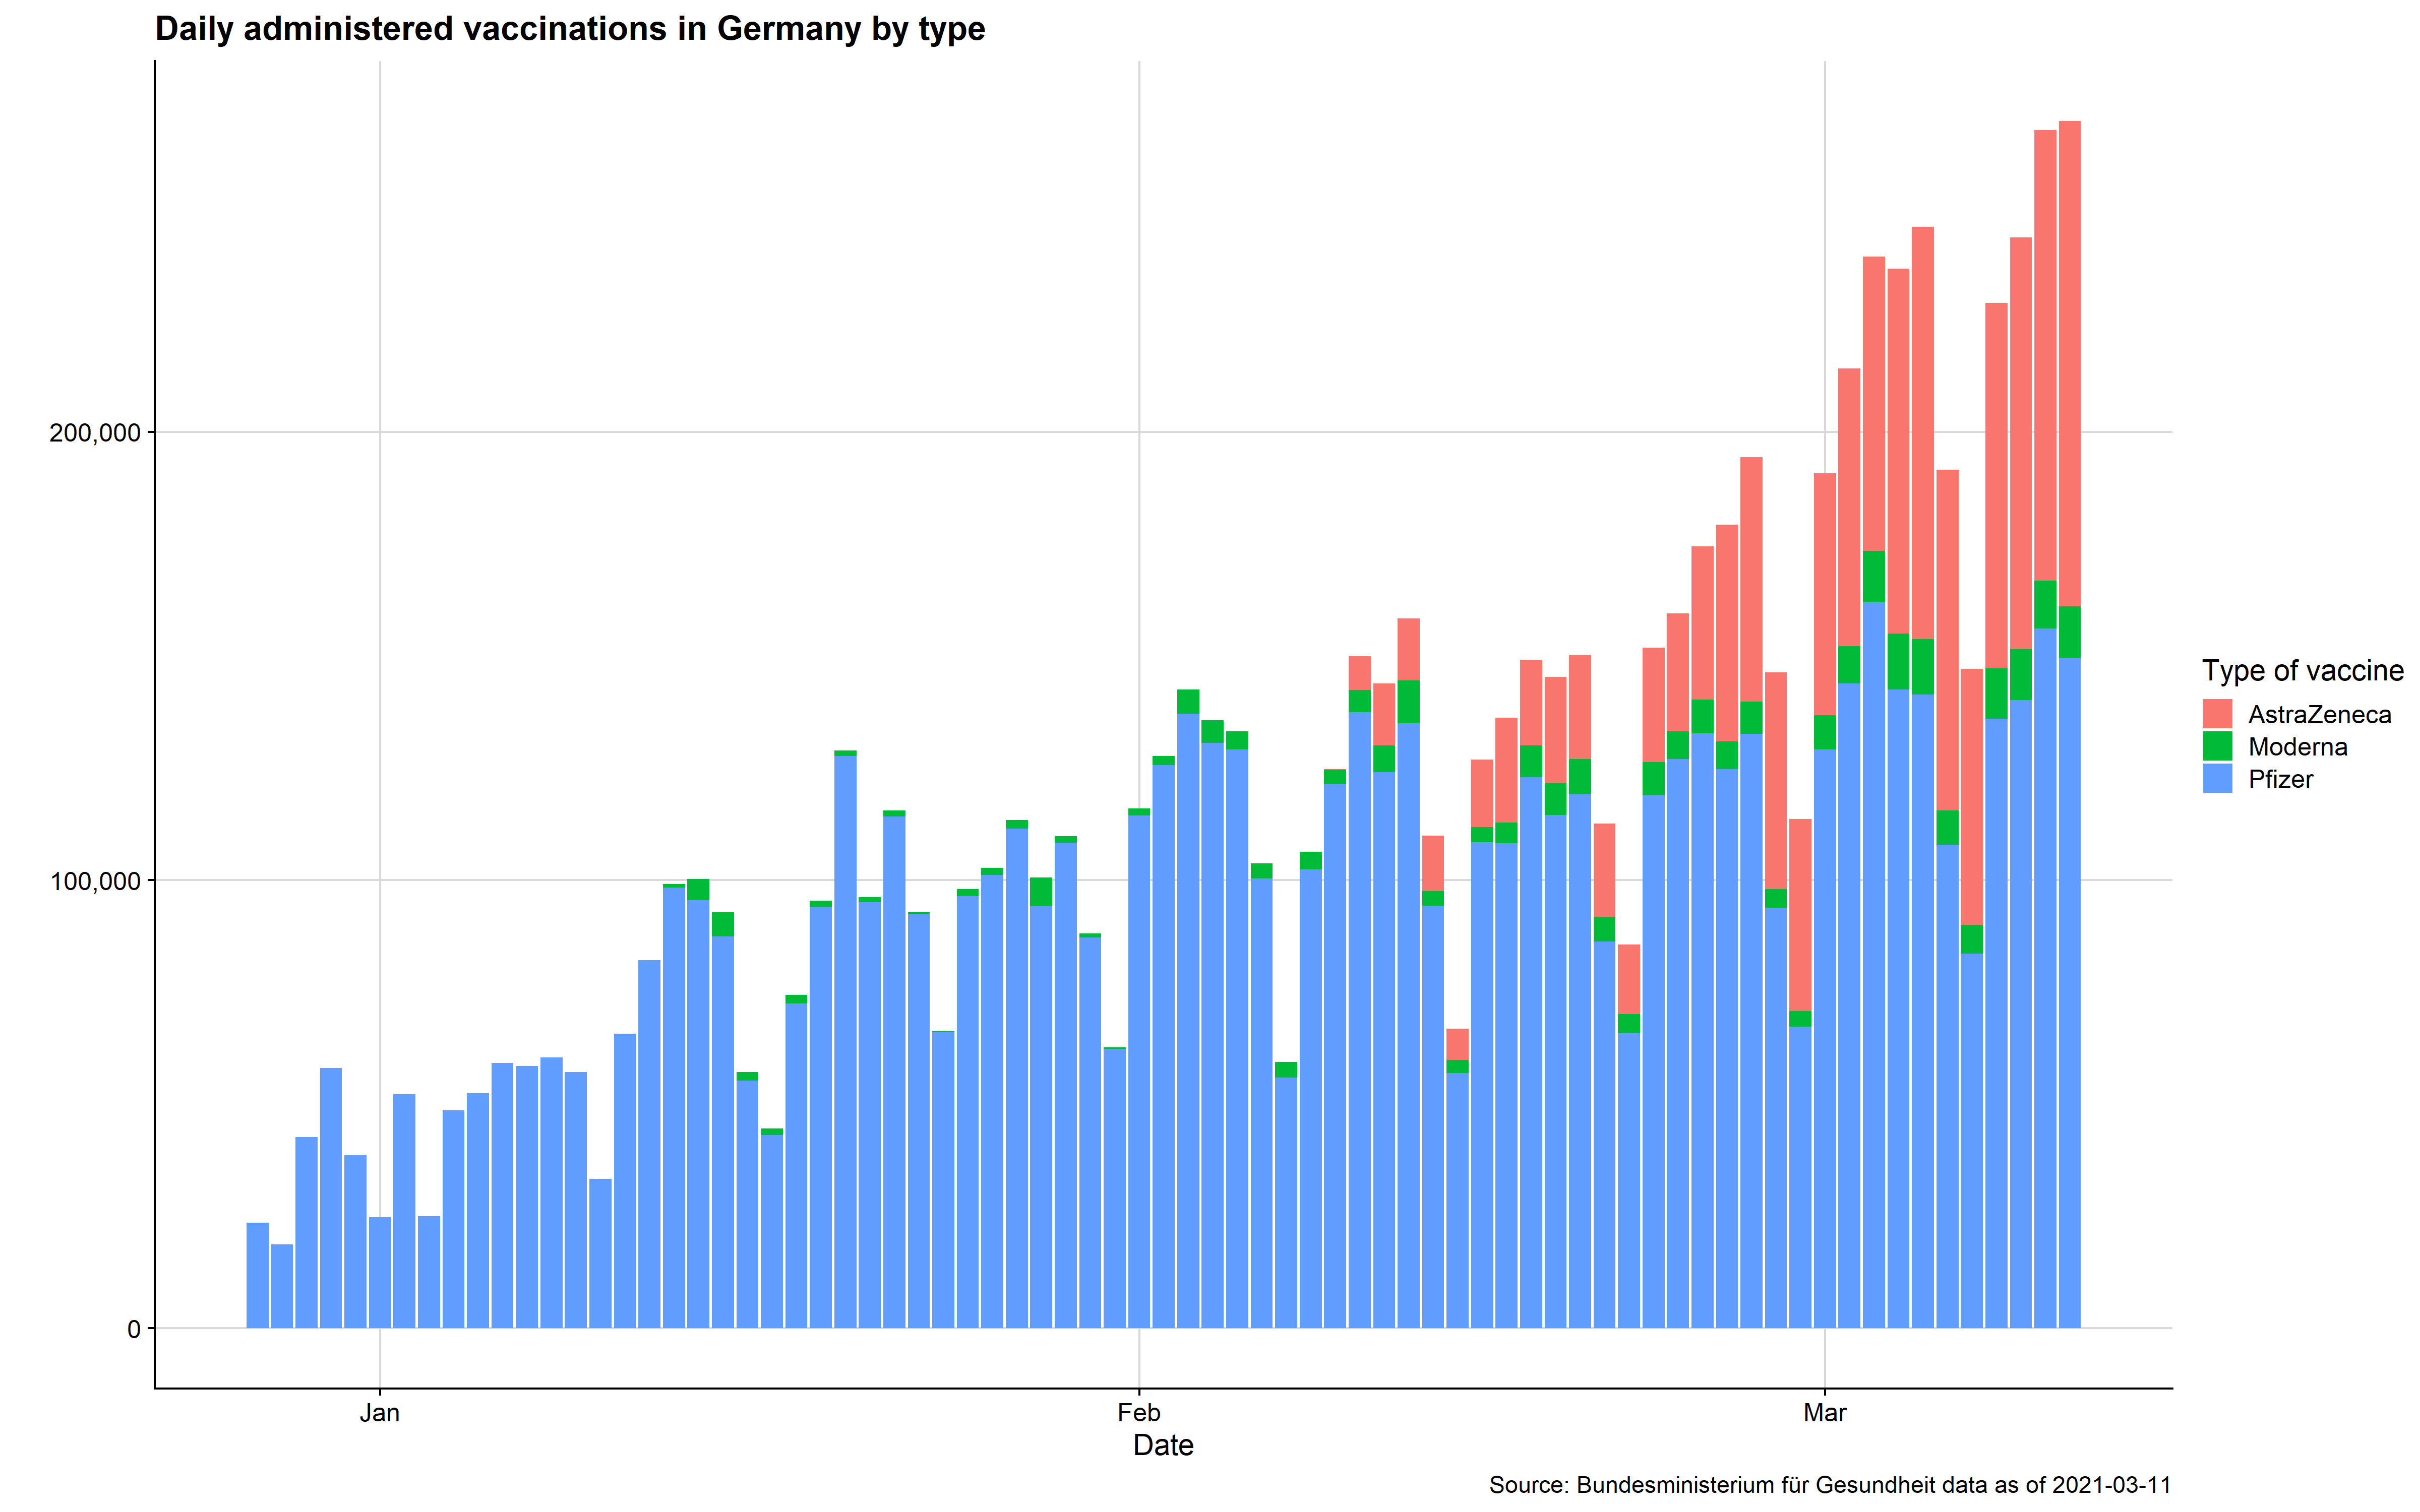 Daily administered vaccinations in Germany by type
200,000
100,000
0
Jan
Feb
Mar
Date
Type of vaccine
AstraZeneca
Moderna
Pfizer
Source: Bundesministerium für Gesundheit data as of 2021-03-11